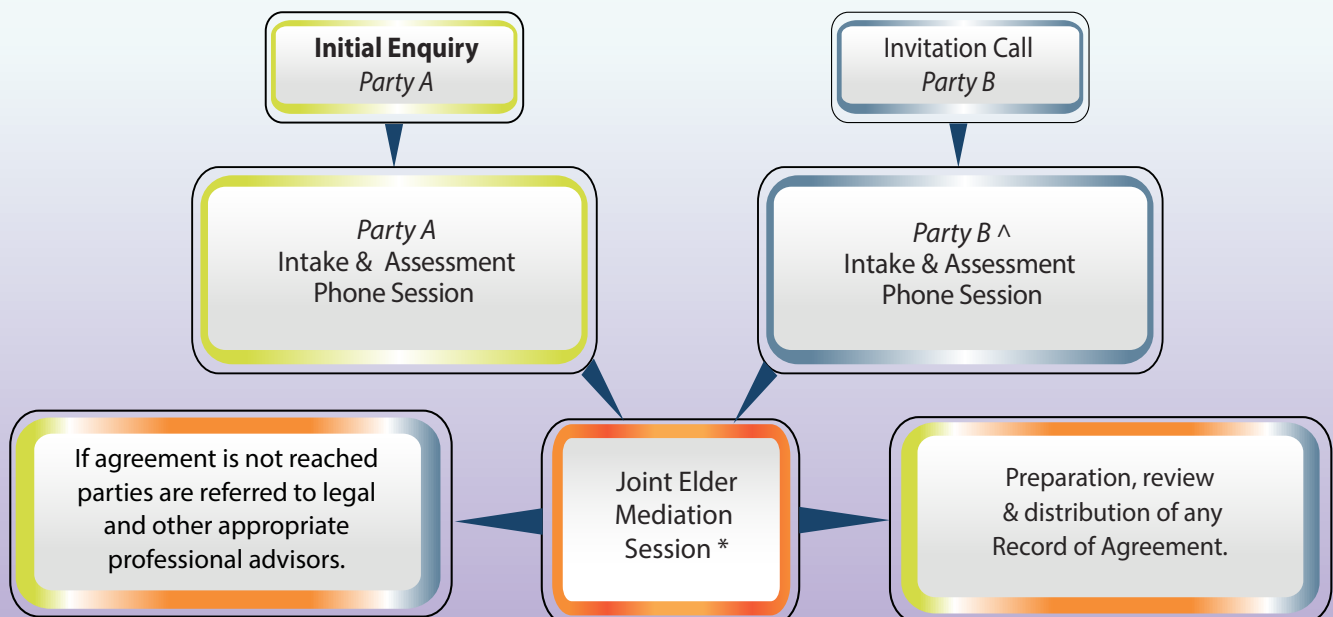 Initial Enquiry
Party A
Invitation Call
Party B
Party A
Intake & Assessment
Phone Session
Party B ^
Intake & Assessment
Phone Session
If agreement is not reached
parties are referred to legal
and other appropriate
professional advisors.
Joint Elder
Mediation
Session *
Preparation, review
& distribution of any
Record of Agreement.